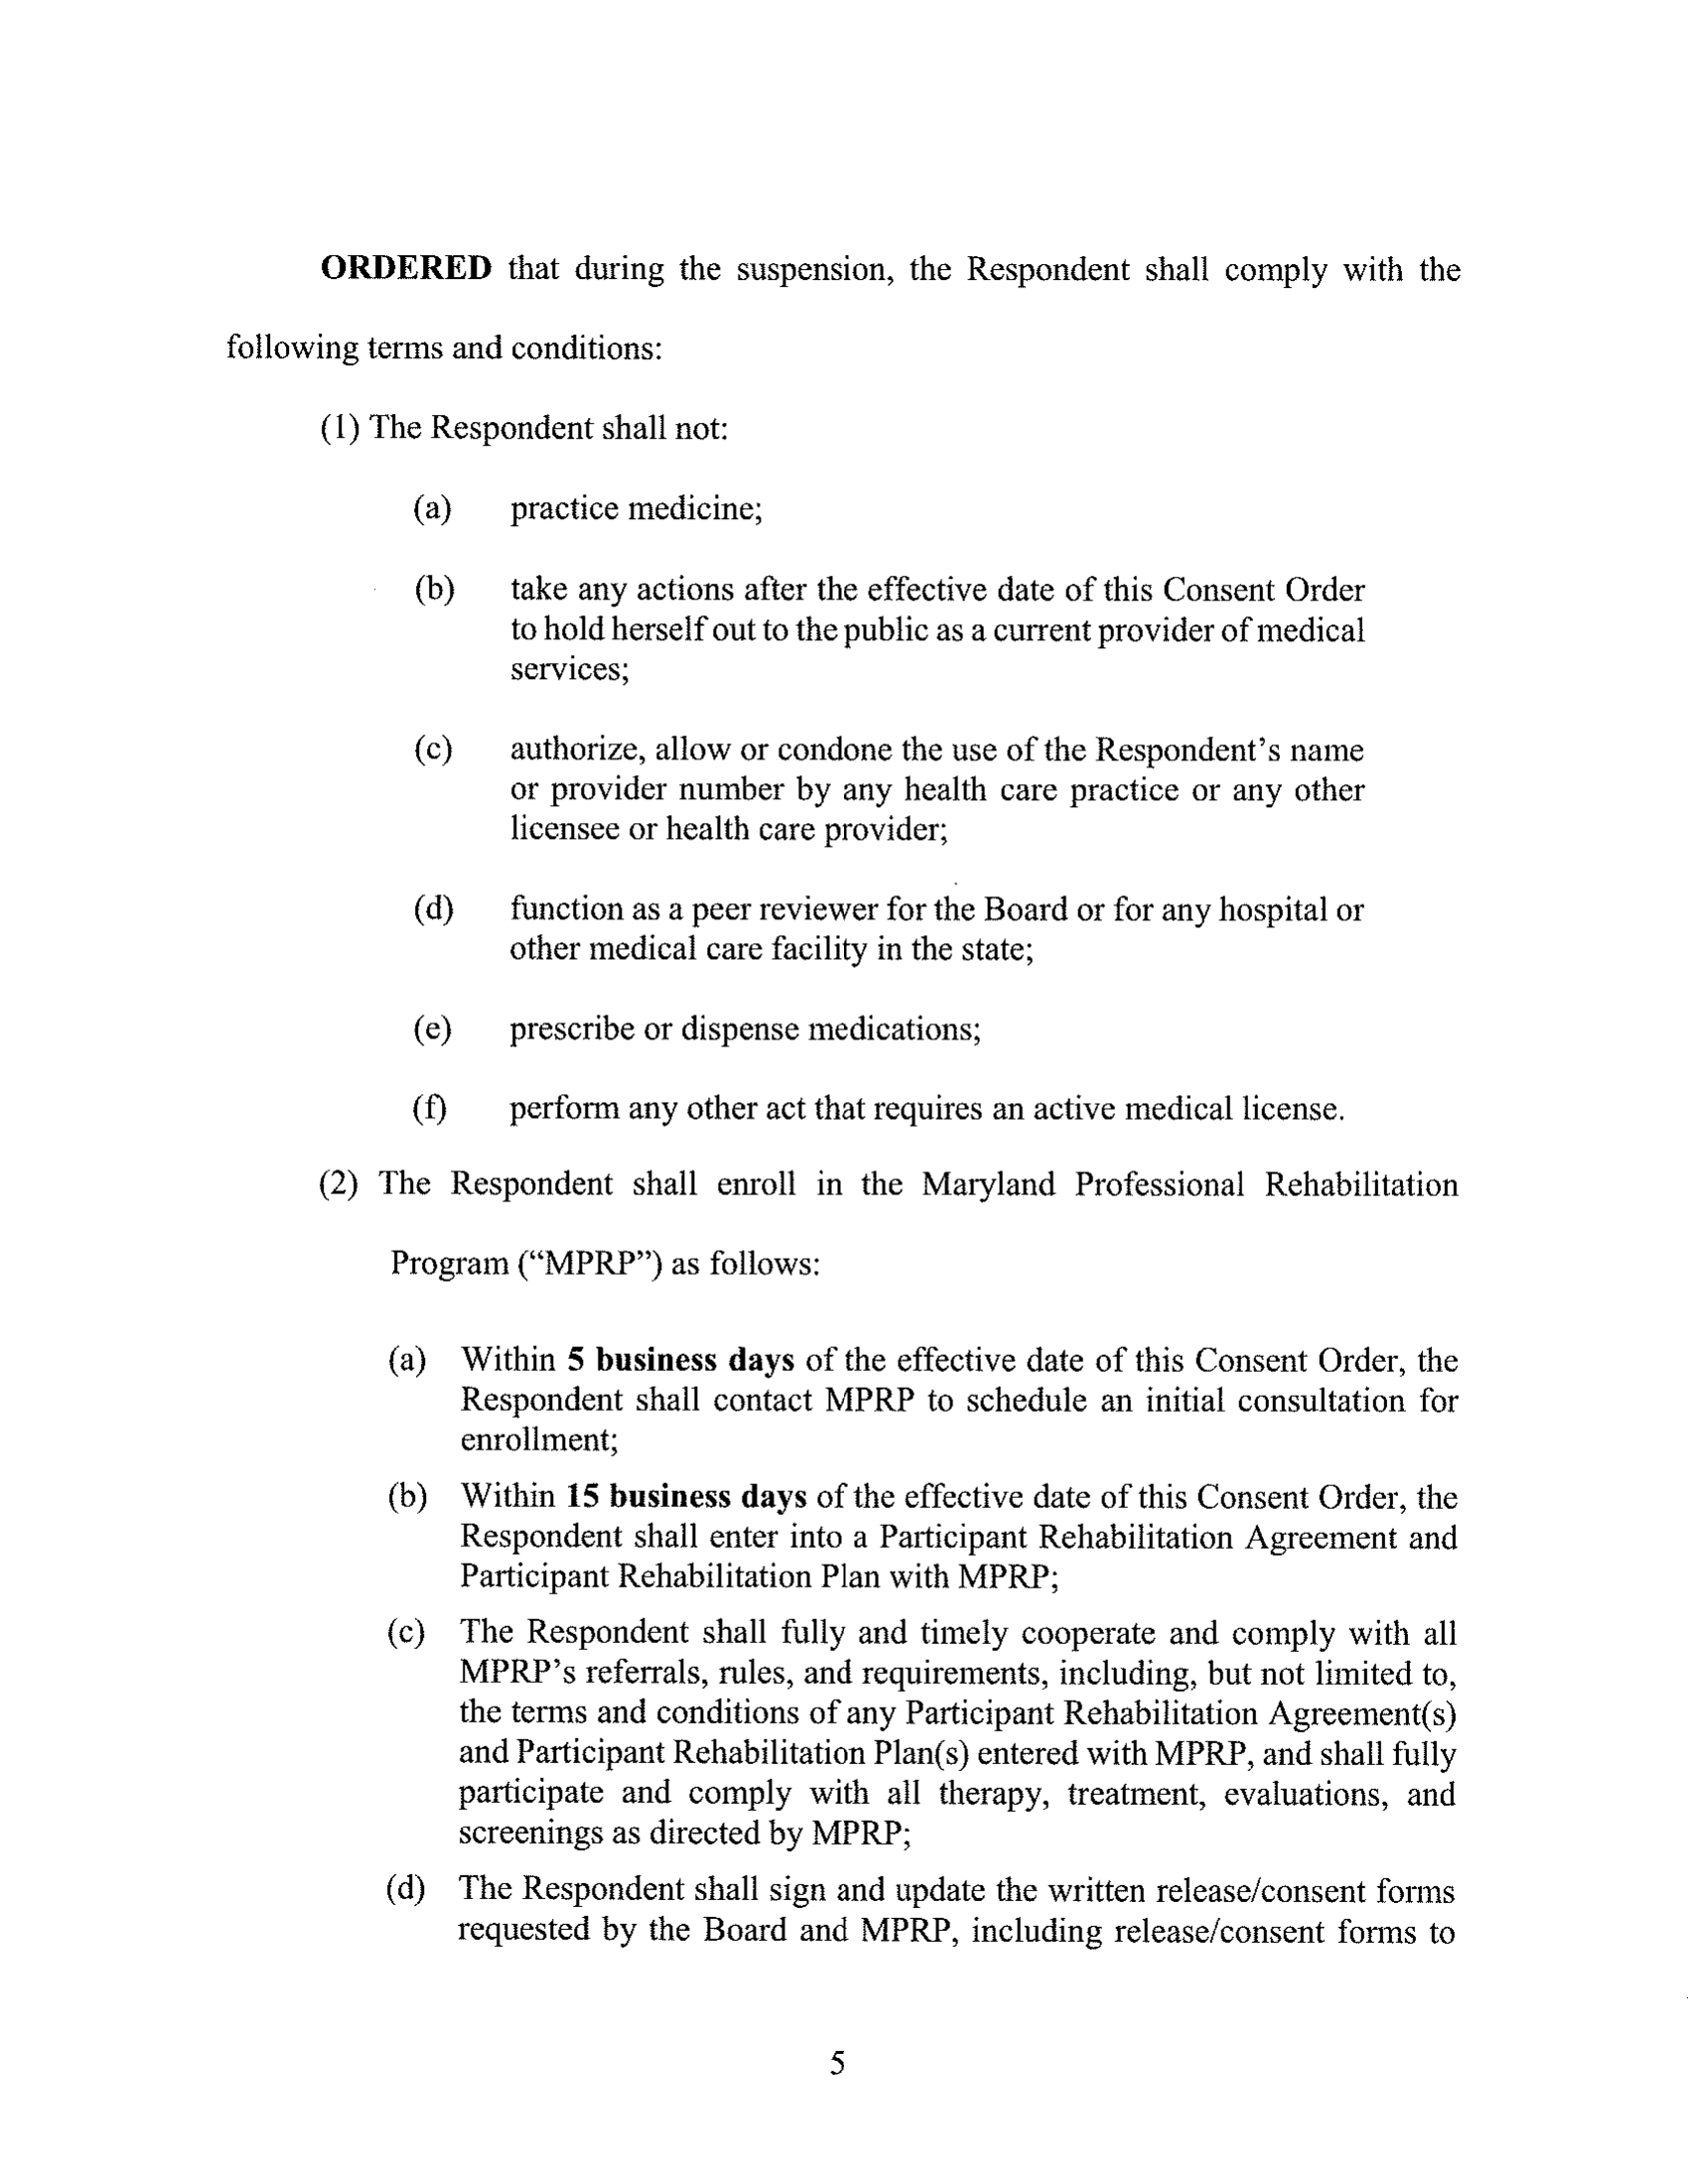 ORDERED that during the suspension, the Respondent shall comply with the
following terms and conditions:
(1) The Respondent shall not:
(a) practice medicine;
(b) take any actions after the effective date of this Consent Order
to hold herself out to the public as a current provider of medical
services;
(c) authorize, allow or condone the use of the Respondent's name
or provider number by any health care practice or any other
licensee or health care provider;
(d) function as a peer reviewer for the Board or for any hospital or
other medical care facility in the state;
(e) prescribe or dispense medications;
(f) perform any other act that requires an active medical license.
(2) The Respondent shall enroll in the Maryland Professional Rehabilitation
Program (“MPRP”) as follows:
(a) Within 5 business days of the effective date of this Consent Order, the
Respondent shall contact MPRP to schedule an initial consultation for
enrollment;
(b) Within 15 business days of the effective date of this Consent Order, the
Respondent shall enter into a Participant Rehabilitation Agreement and
Participant Rehabilitation Plan with MPRP;
(c) The Respondent shall fully and timely cooperate and comply with all
MPRP's referrals, rules, and requirements, including, but not limited to,
the terms and conditions of any Participant Rehabilitation Agreement(s)
and Participant Rehabilitation Plan(s) entered with MPRP, and shall fully
participate and comply with all therapy, treatment, evaluations, and
screenings as directed by MPRP;
(d) The Respondent shall sign and update the written release/consent forms
requested by the Board and MPRP, including release/consent forms to
5